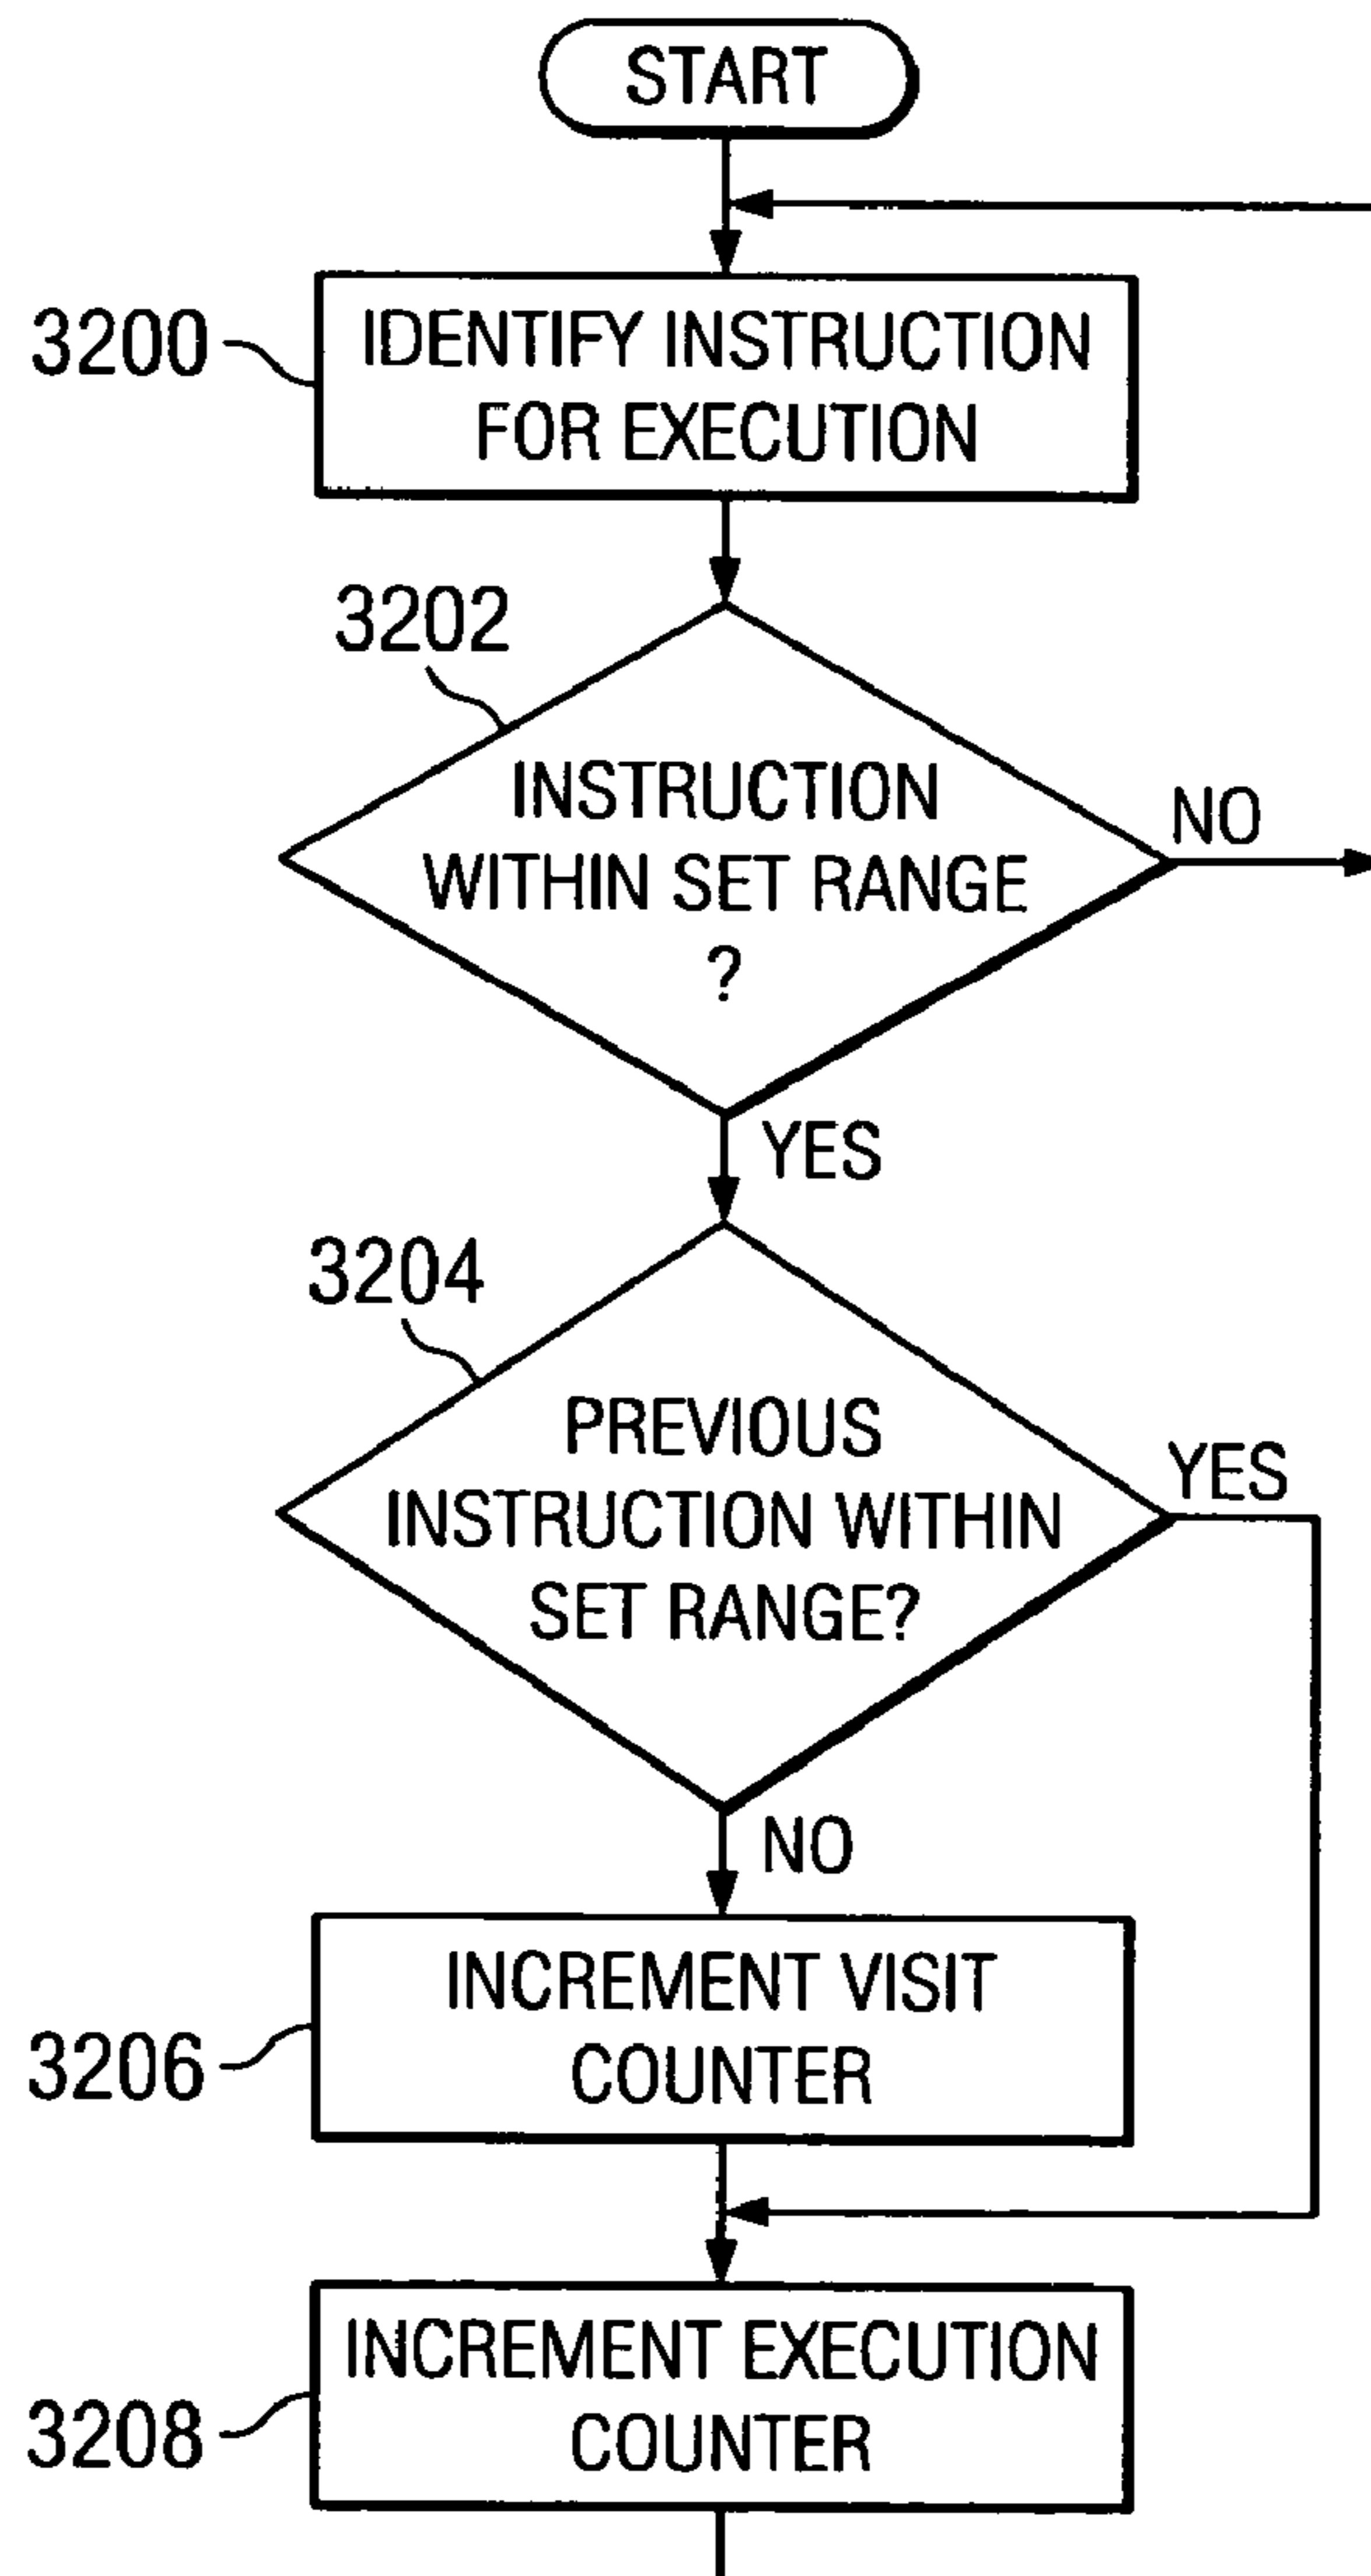 START
3200
IDENTIFY INSTRUCTION
FOR EXECUTION
3202
INSTRUCTION
WITHIN SET RANGE
?
NO
YES
3204
PREVIOUS
INSTRUCTION WITHIN
SET RANGE?
YES
NO
3206
INCREMENT VISIT
COUNTER
3208
INCREMENT EXECUTION
COUNTER